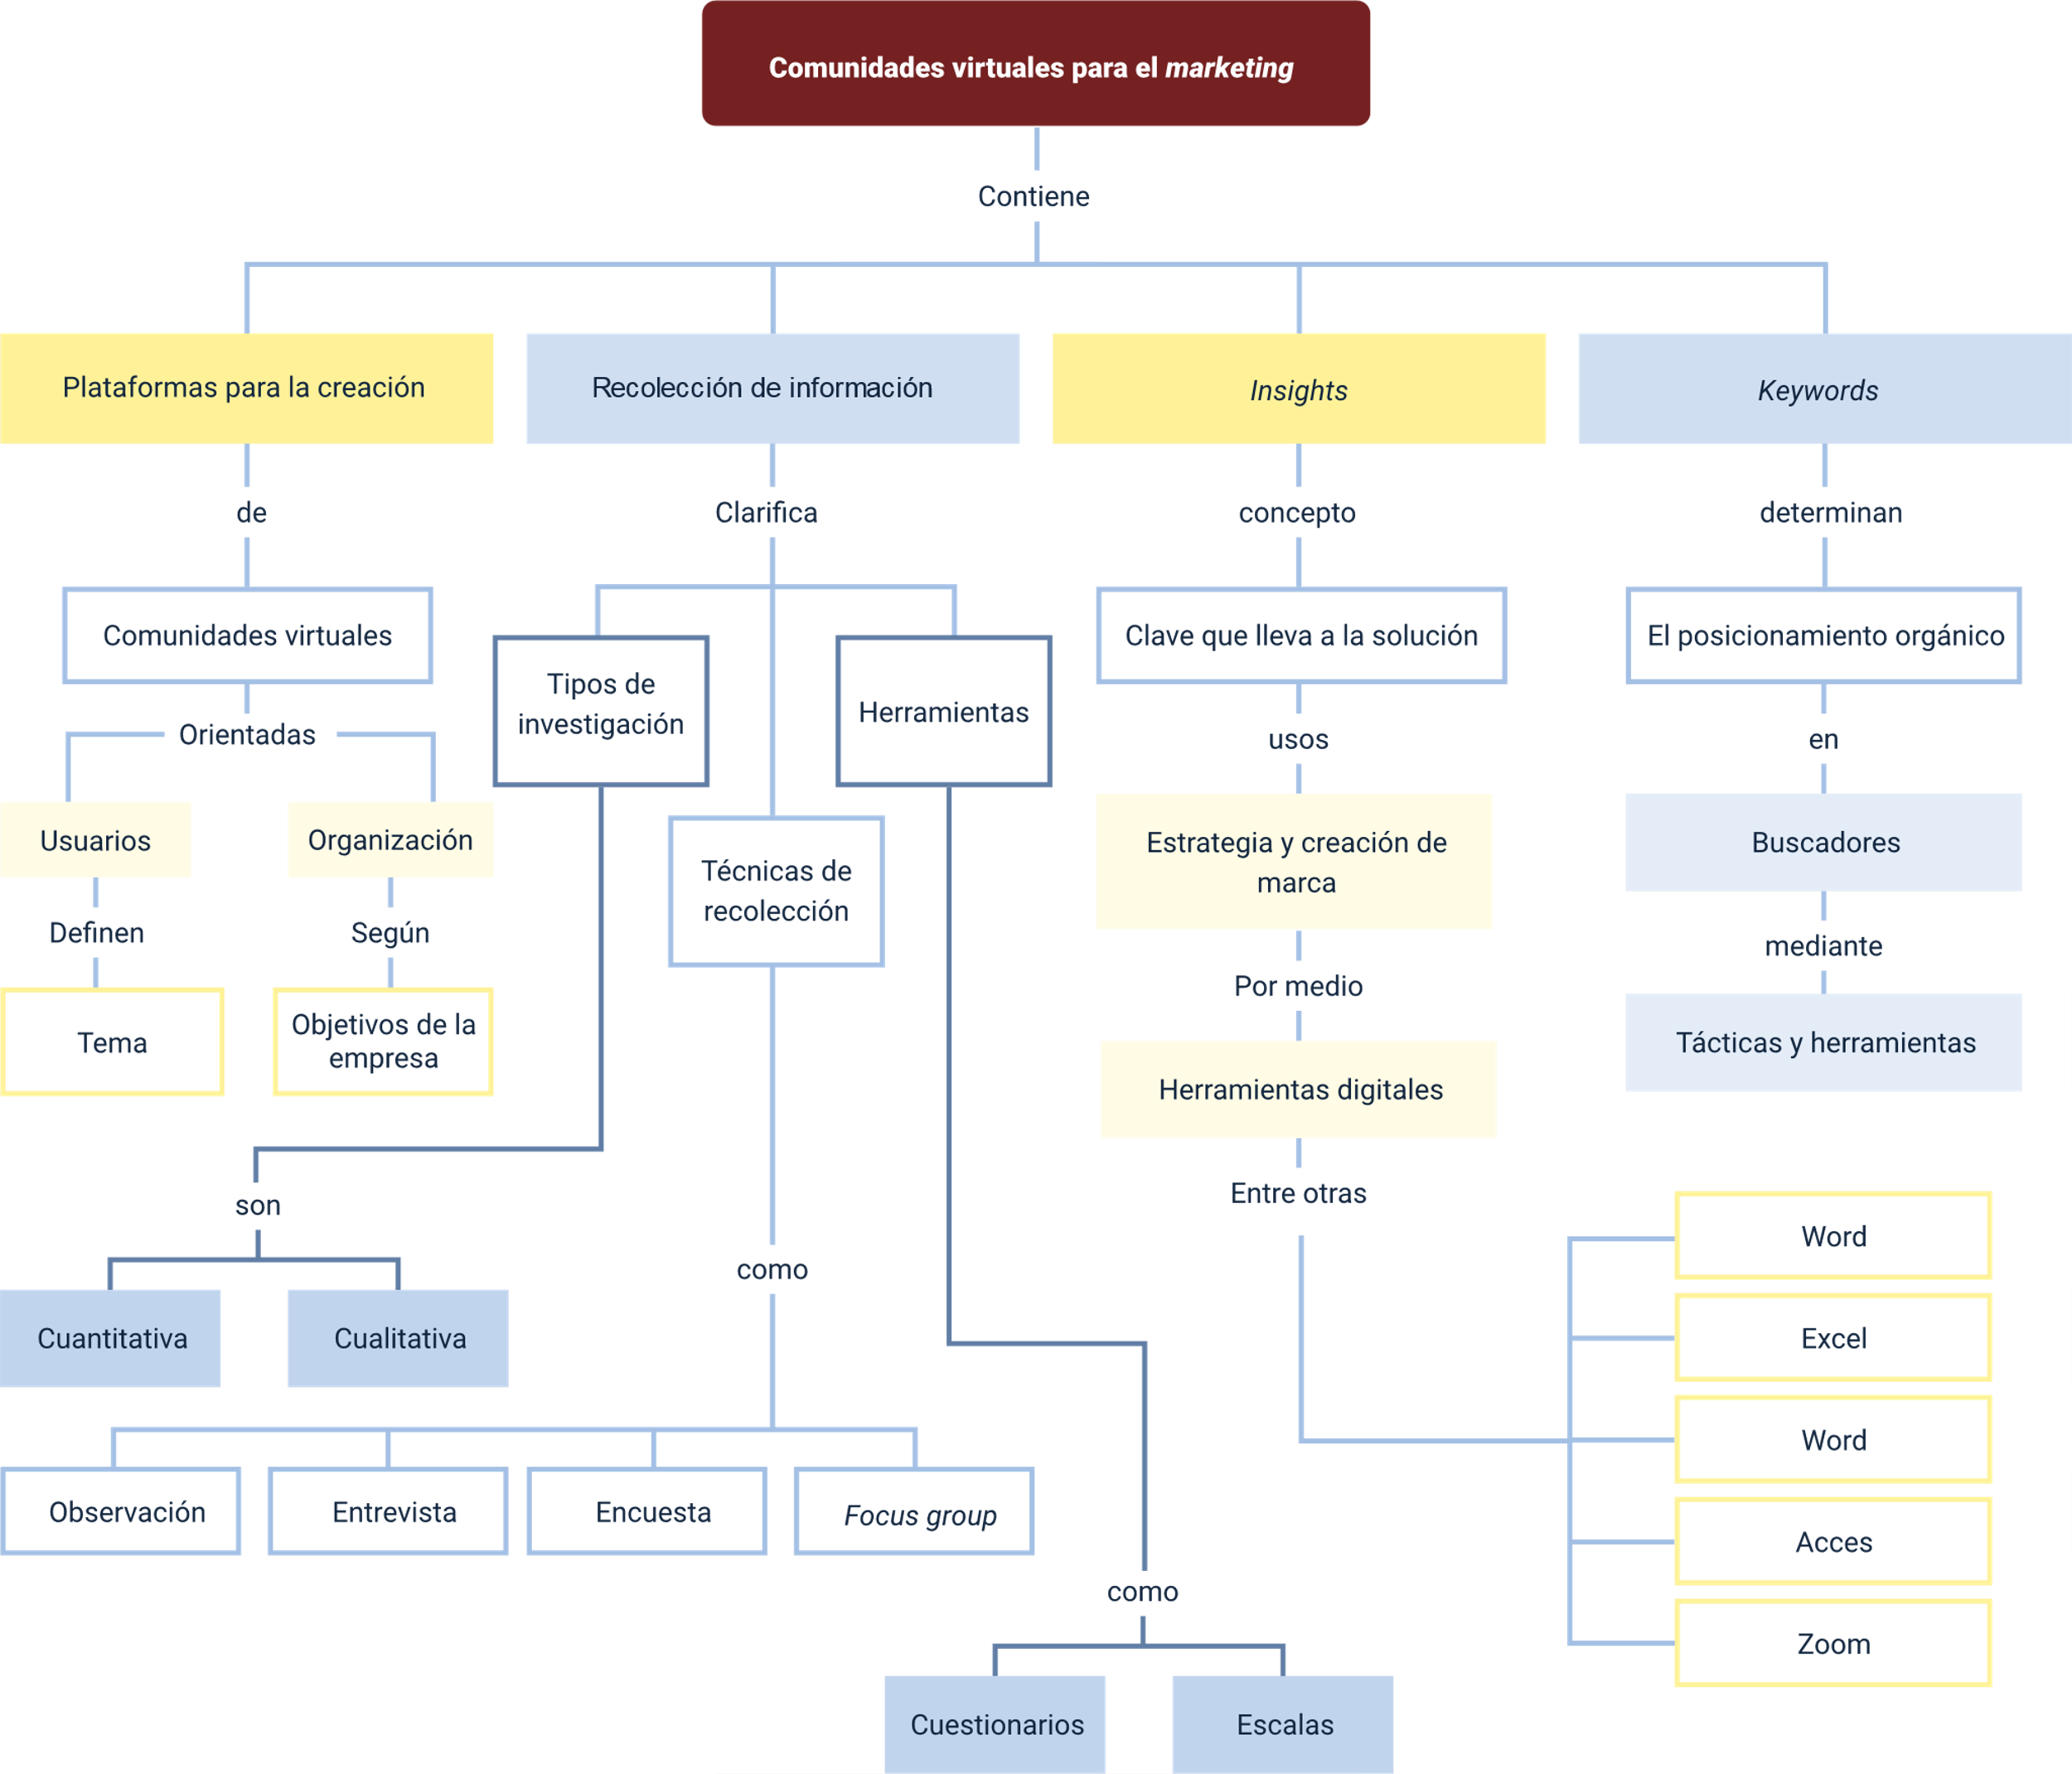 Comunidades virtuales para el marketing
Contiene
Plataformas para la creación
Recolección de información
Insights
Keywords
de
Clarifica
concepto
determinan
Comunidades virtuales
Tipos de
investigación
Herramientas
Clave que lleva a la solución
El posicionamiento orgánico
Orientadas
usos
en
Usuarios
Organización
Técnicas de
recolección
Estrategia y creación de
marca
Buscadores
Definen
Según
Por medio
mediante
Tema
Objetivos de la
empresa
Herramientas digitales
Tácticas y herramientas
son
como
Entre otras
Cuantitativa
Cualitativa
Word
Excel
Word
Acces
Zoom
Observación
Entrevista
Encuesta
Focus group
como
Cuestionarios
Escalas